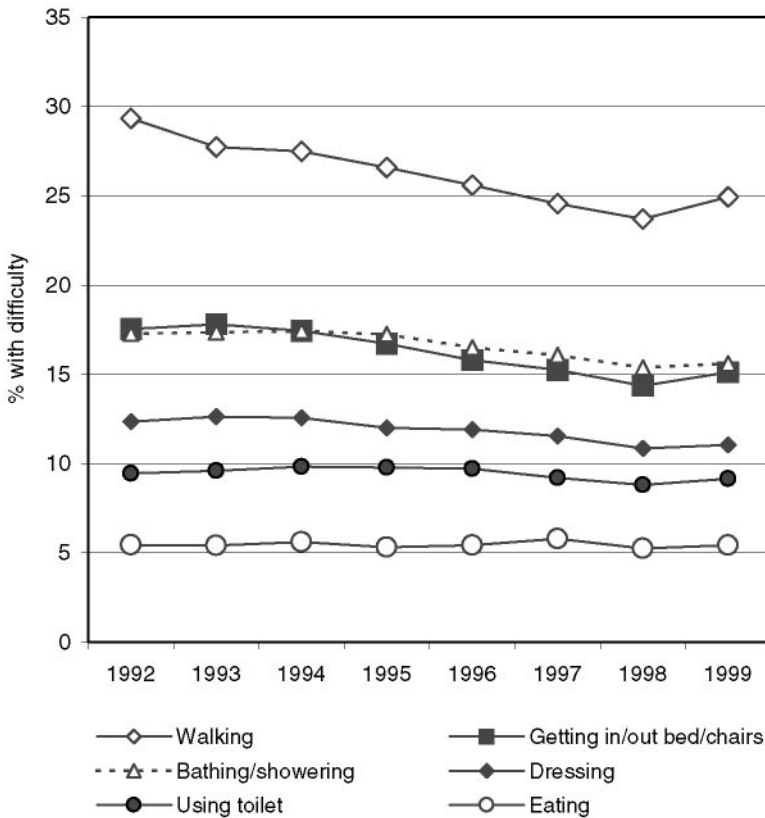 35
30
25
20
15
10
5
0
% with difficulty
1992 1993 1994 1995 1996 1997 1998 1999
Walking Getting in/out bed/chairs
Bathing/showering Dressing
Using toilet Eating